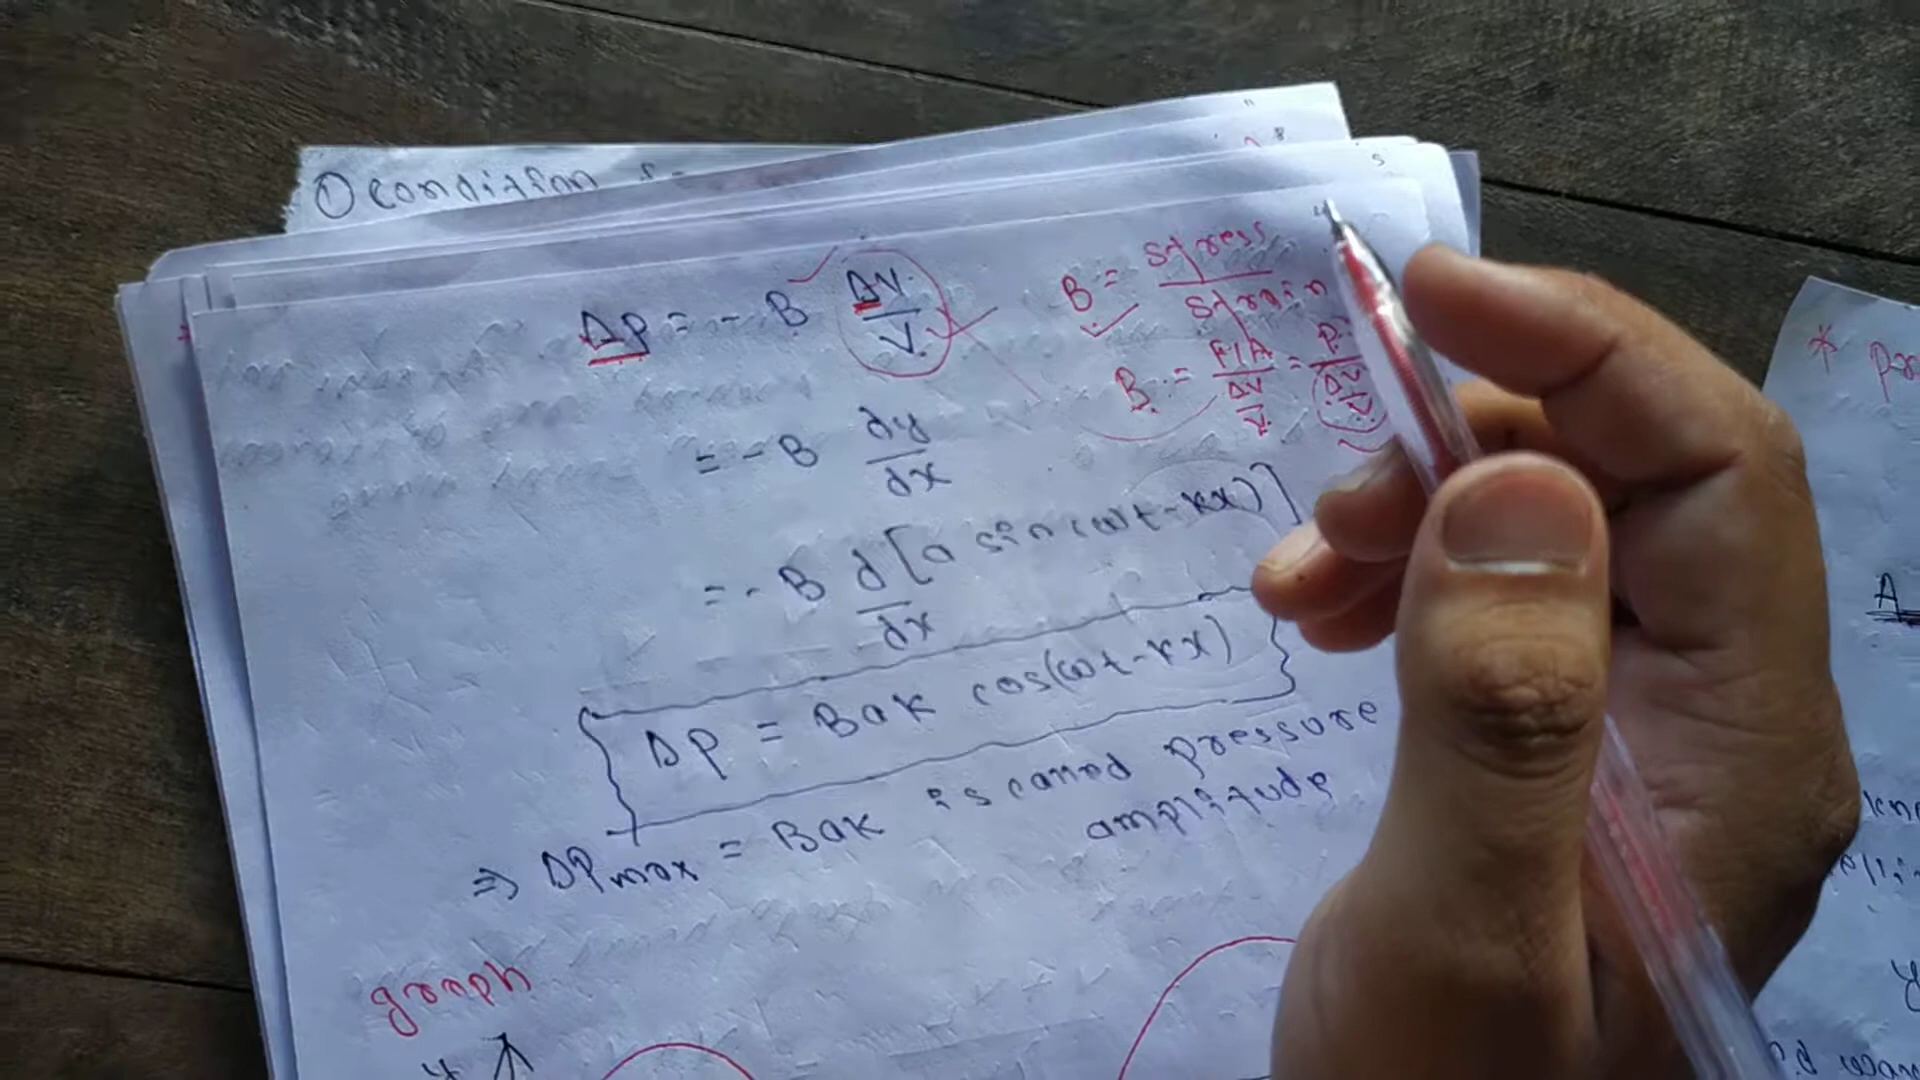 ① condition
ΔP = - B ΔV/V
B = Stress/Strain
B = F/A / ΔV/V = P / ΔV/V
= - B dy/dx
= - B d/dx [a sin(ωt-kx)]
ΔP = Bak cos(ωt-kx)
⇒ ΔPmax = Bak is called pressure
amplitude
graph
y
* pr
A